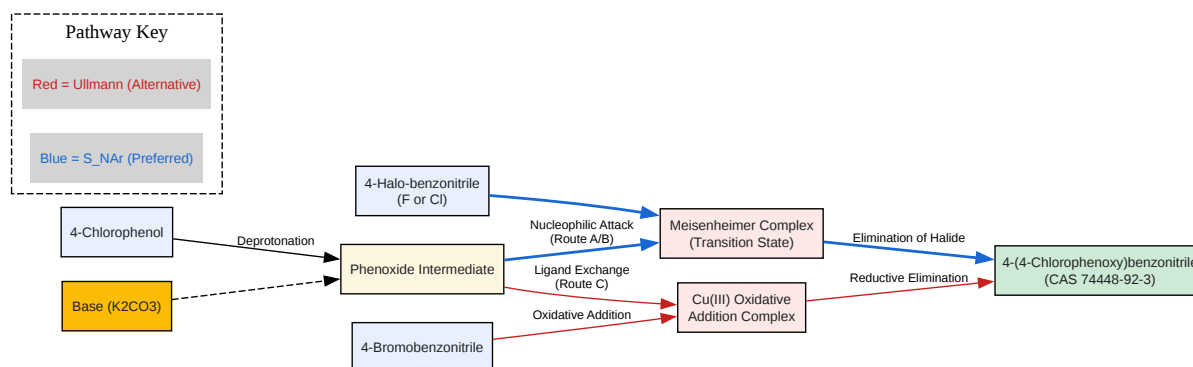 Pathway Key
Red = Ullmann (Alternative)
Blue = S_NAr (Preferred)
4-Halo-benzonitrile
(F or Cl)
4-Chlorophenol
Deprotonation
Nucleophilic Attack
(Route A/B)
Meisenheimer Complex
(Transition State)
Elimination of Halide
4-(4-Chlorophenoxy)benzonitrile
(CAS 74448-92-3)
Phenoxide Intermediate
Ligand Exchange
(Route C)
Reductive Elimination
Base (K2CO3)
Cu(III) Oxidative
Addition Complex
Oxidative Addition
4-Bromobenzonitrile